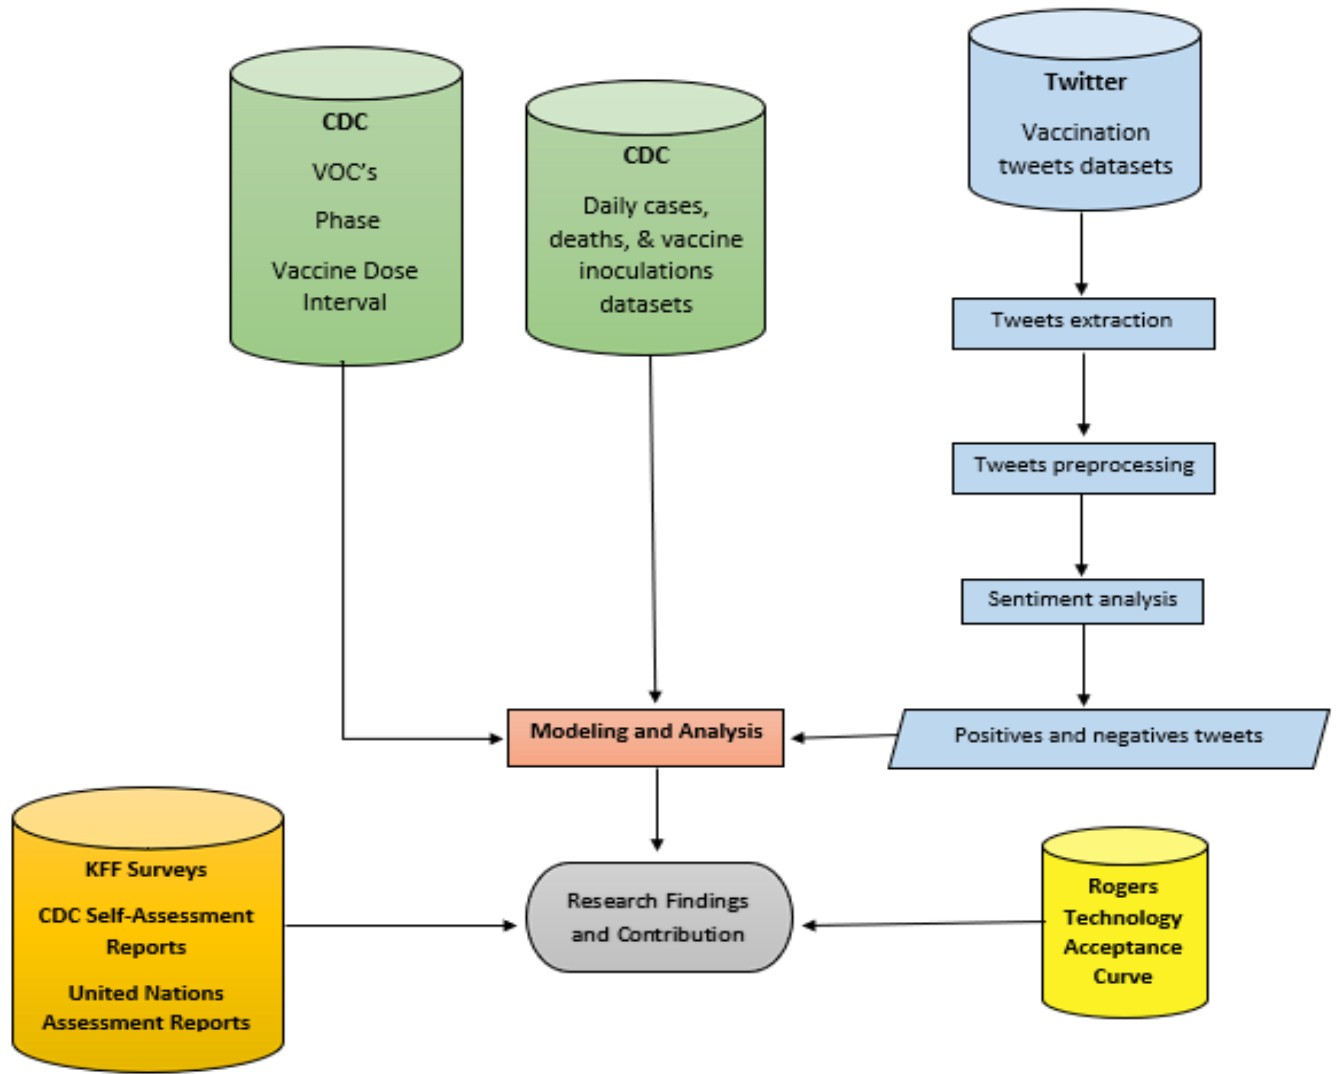 CDC
VOC's
Phase
Vaccine Dose
Interval
CDC
Daily cases,
deaths, & vaccine
inoculations
datasets
Twitter
Vaccination
tweets datasets
Tweets extraction
Tweets preprocessing
Sentiment analysis
Positives and negatives tweets
Modeling and Analysis
KFF Surveys
CDC Self-Assessment
Reports
United Nations
Assessment Reports
Research Findings
and Contribution
Rogers
Technology
Acceptance
Curve